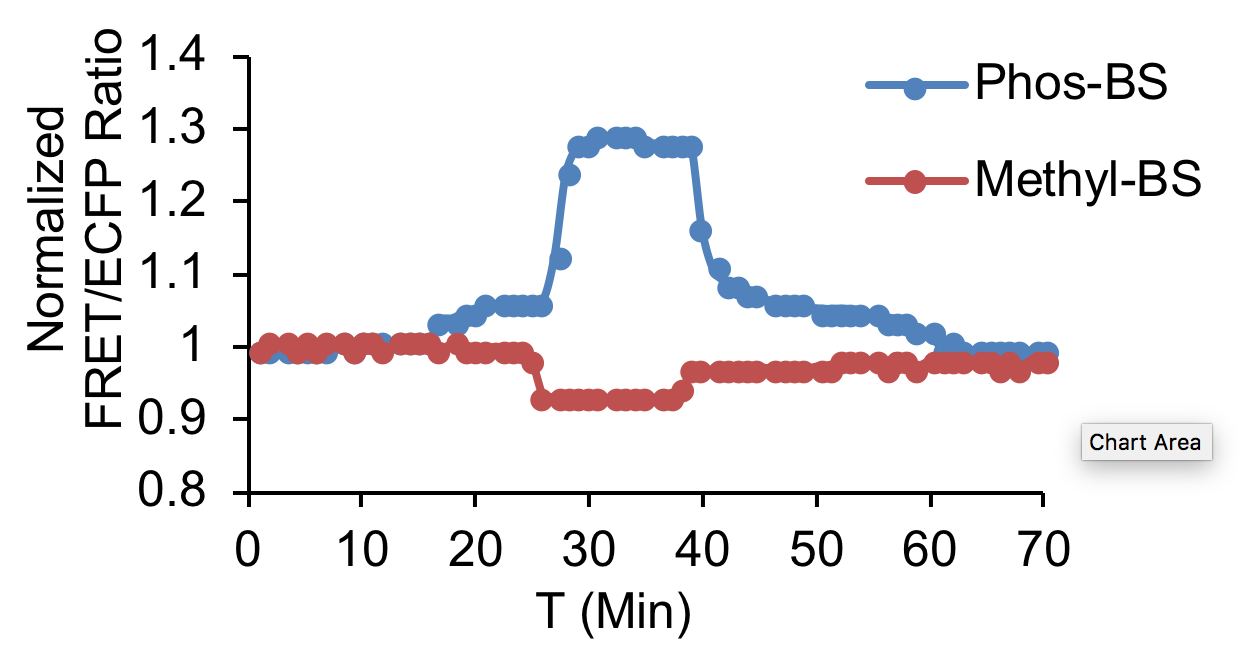 Normalized
FRET/ECFP Ratio
1.4
1.3
1.2
1.1
1
0.9
0.8
0 10 20 30 40 50 60 70
T (Min)
Phos-BS
Methyl-BS
Chart Area